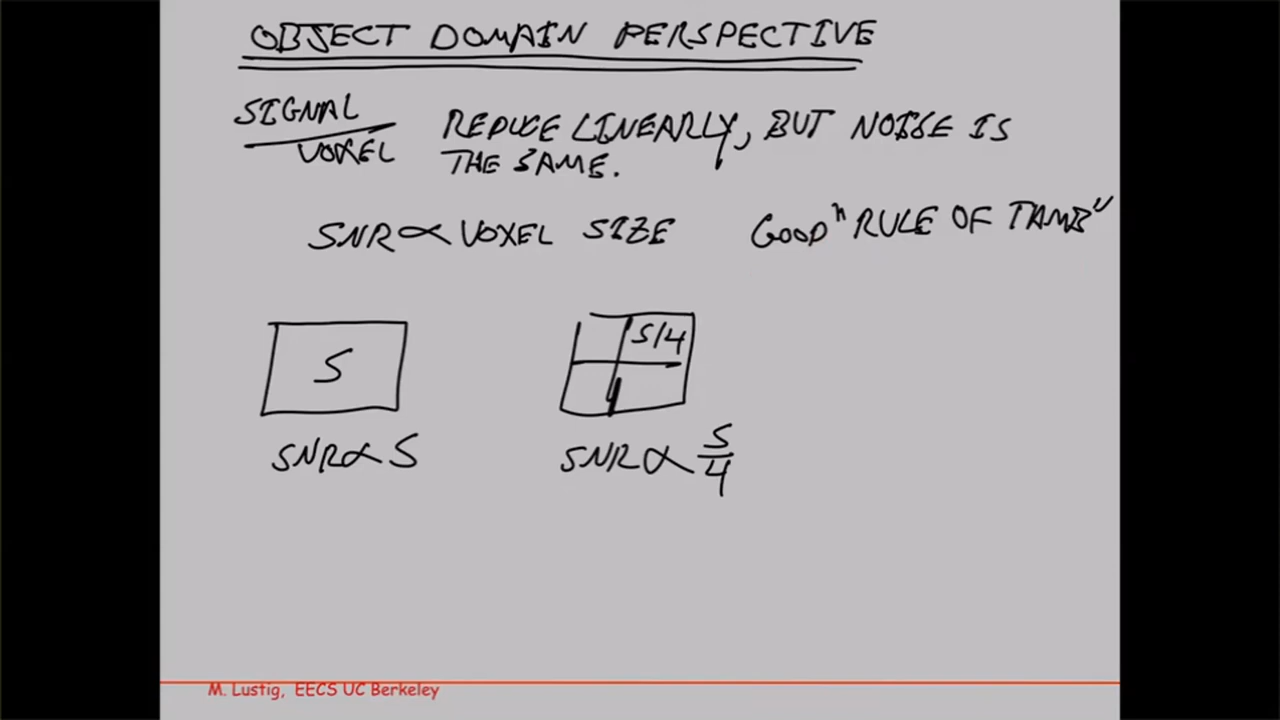 OBJECT DOMAIN PERSPECTIVE
SIGNAL
VOXEL
REDUCE LINEARLY, BUT NOISE IS
THE SAME.
SNR ∝ VOXEL SIZE
GOOD "RULE OF TAMB"
S
S/4
SNR ∝ S
SNR ∝ S/4
M. Lustig, EECS UC Berkeley